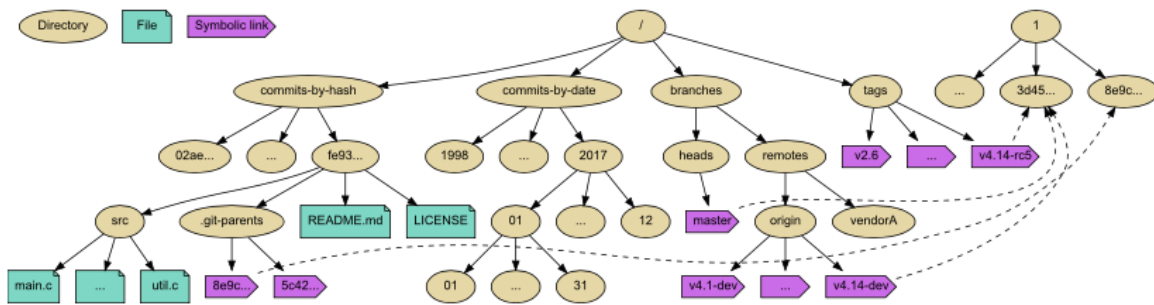 Directory
File
Symbolic link
/
1
commits-by-hash
commits-by-date
branches
tags
...
3d45...
8e9c...
02ae...
...
fe93...
1998
...
2017
heads
remotes
v2.6
...
v4.14-rc5
src
.git-parents
README.md
LICENSE
01
...
12
master
origin
vendorA
main.c
...
util.c
8e9c...
5c42...
01
...
31
v4.1-dev
...
v4.14-dev